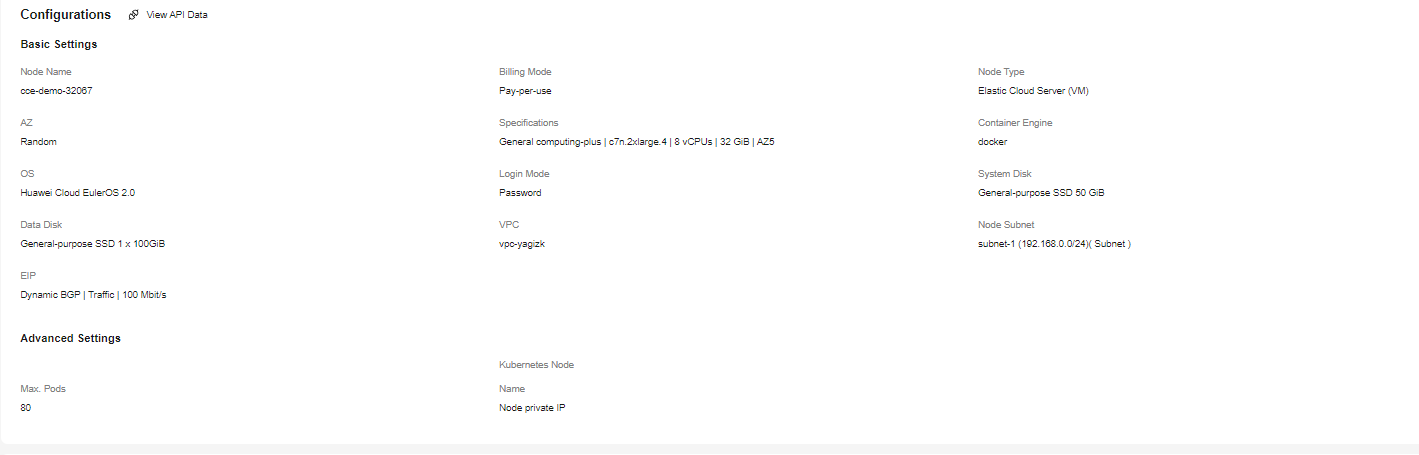 Configurations View API Data
Basic Settings
Node Name Billing Mode Node Type
cce-demo-32067 Pay-per-use Elastic Cloud Server (VM)
AZ Specifications Container Engine
Random General computing-plus | c7n.2xlarge.4 | 8 vCPUs | 32 GiB | AZ5 docker
OS Login Mode System Disk
Huawei Cloud EulerOS 2.0 Password General-purpose SSD 50 GiB
Data Disk VPC Node Subnet
General-purpose SSD 1 x 100GiB vpc-yagizk subnet-1 (192.168.0.0/24)( Subnet )
EIP
Dynamic BGP | Traffic | 100 Mbit/s
Advanced Settings
Kubernetes Node
Max. Pods Name
80 Node private IP